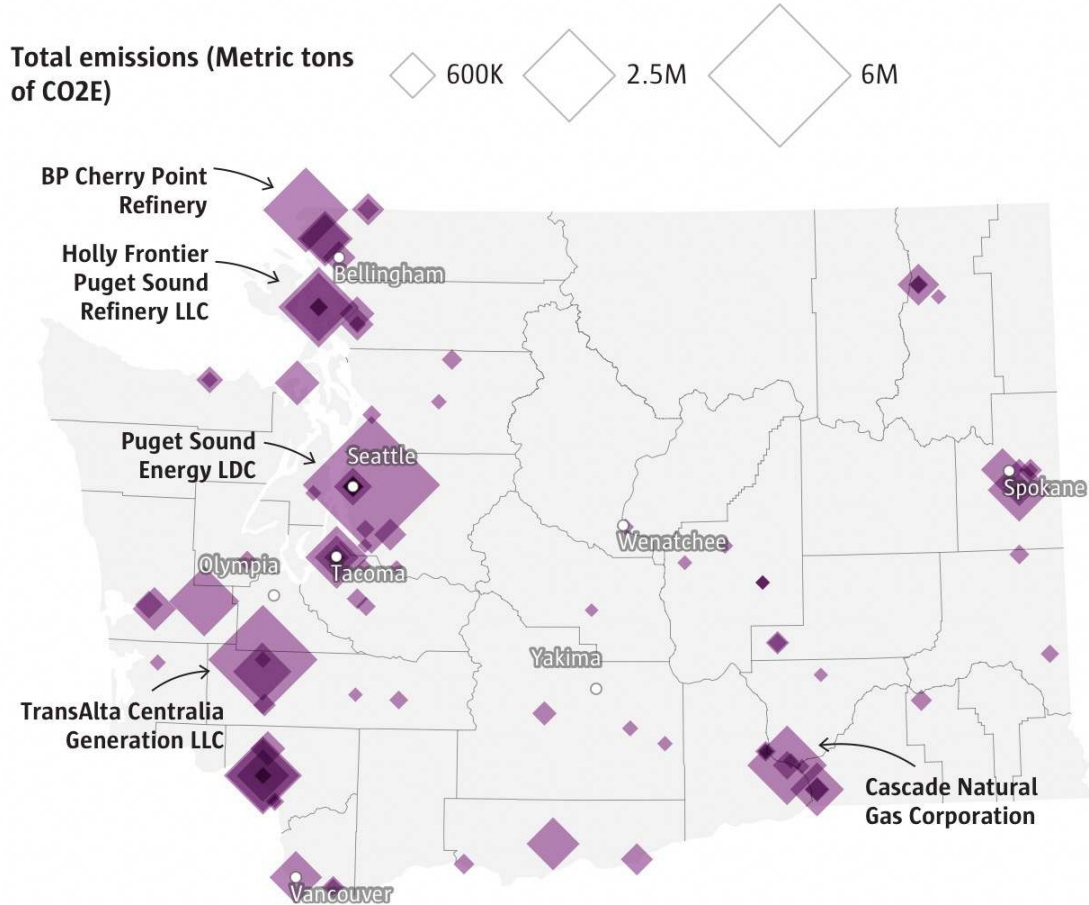 Total emissions (Metric tons
of CO2E)
600K
2.5M
6M
BP Cherry Point
Refinery
Holly Frontier
Puget Sound
Refinery LLC
Bellingham
Puget Sound
Energy LDC
Seattle
Spokane
Wenatchee
Olympia
Tacoma
Yakima
TransAlta Centralia
Generation LLC
Cascade Natural
Gas Corporation
Vancouver